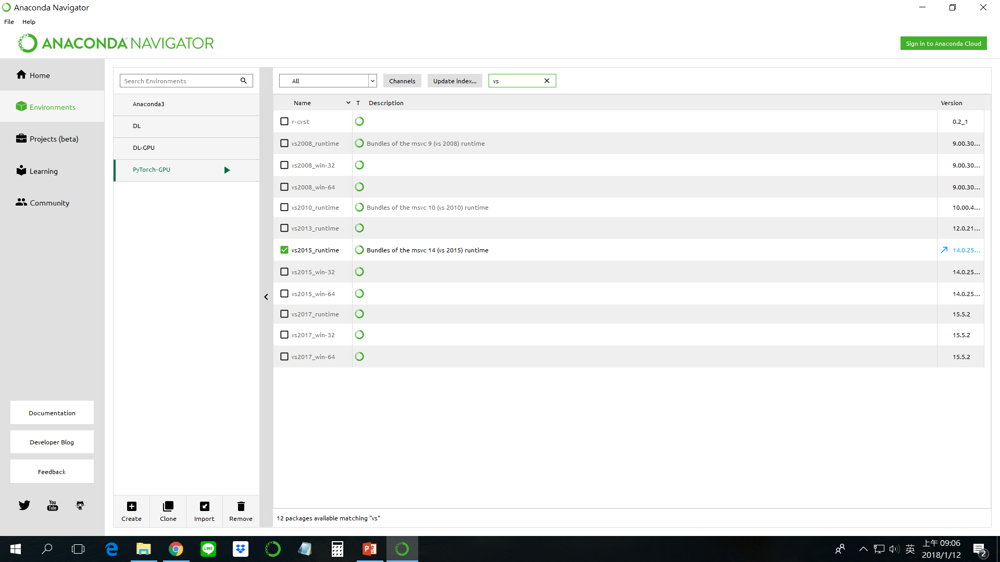 Anaconda Navigator
File Help
ANACONDA NAVIGATOR
Sign in to Anaconda Cloud
Home
Environments
Projects (beta)
Learning
Community
Documentation
Developer Blog
Feedback
You Tube
Search Environments
Anaconda3
DL
DL-GPU
PyTorch-GPU
Create Clone Import Remove
All Channels Update index... vs
Name T Description Version
r-cvst 0.2_1
vs2008_runtime Bundles of the msvc 9 (vs 2008) runtime 9.00.30...
vs2008_win-32 9.00.30...
vs2008_win-64 9.00.30...
vs2010_runtime Bundles of the msvc 10 (vs 2010) runtime 10.00.4...
vs2013_runtime 12.0.21...
vs2015_runtime Bundles of the msvc 14 (vs 2015) runtime 14.0.25...
vs2015_win-32 14.0.25...
vs2015_win-64 14.0.25...
vs2017_runtime 15.5.2
vs2017_win-32 15.5.2
vs2017_win-64 15.5.2
12 packages available matching "vs"
LINE
英
上午 09:06
2018/1/12
2